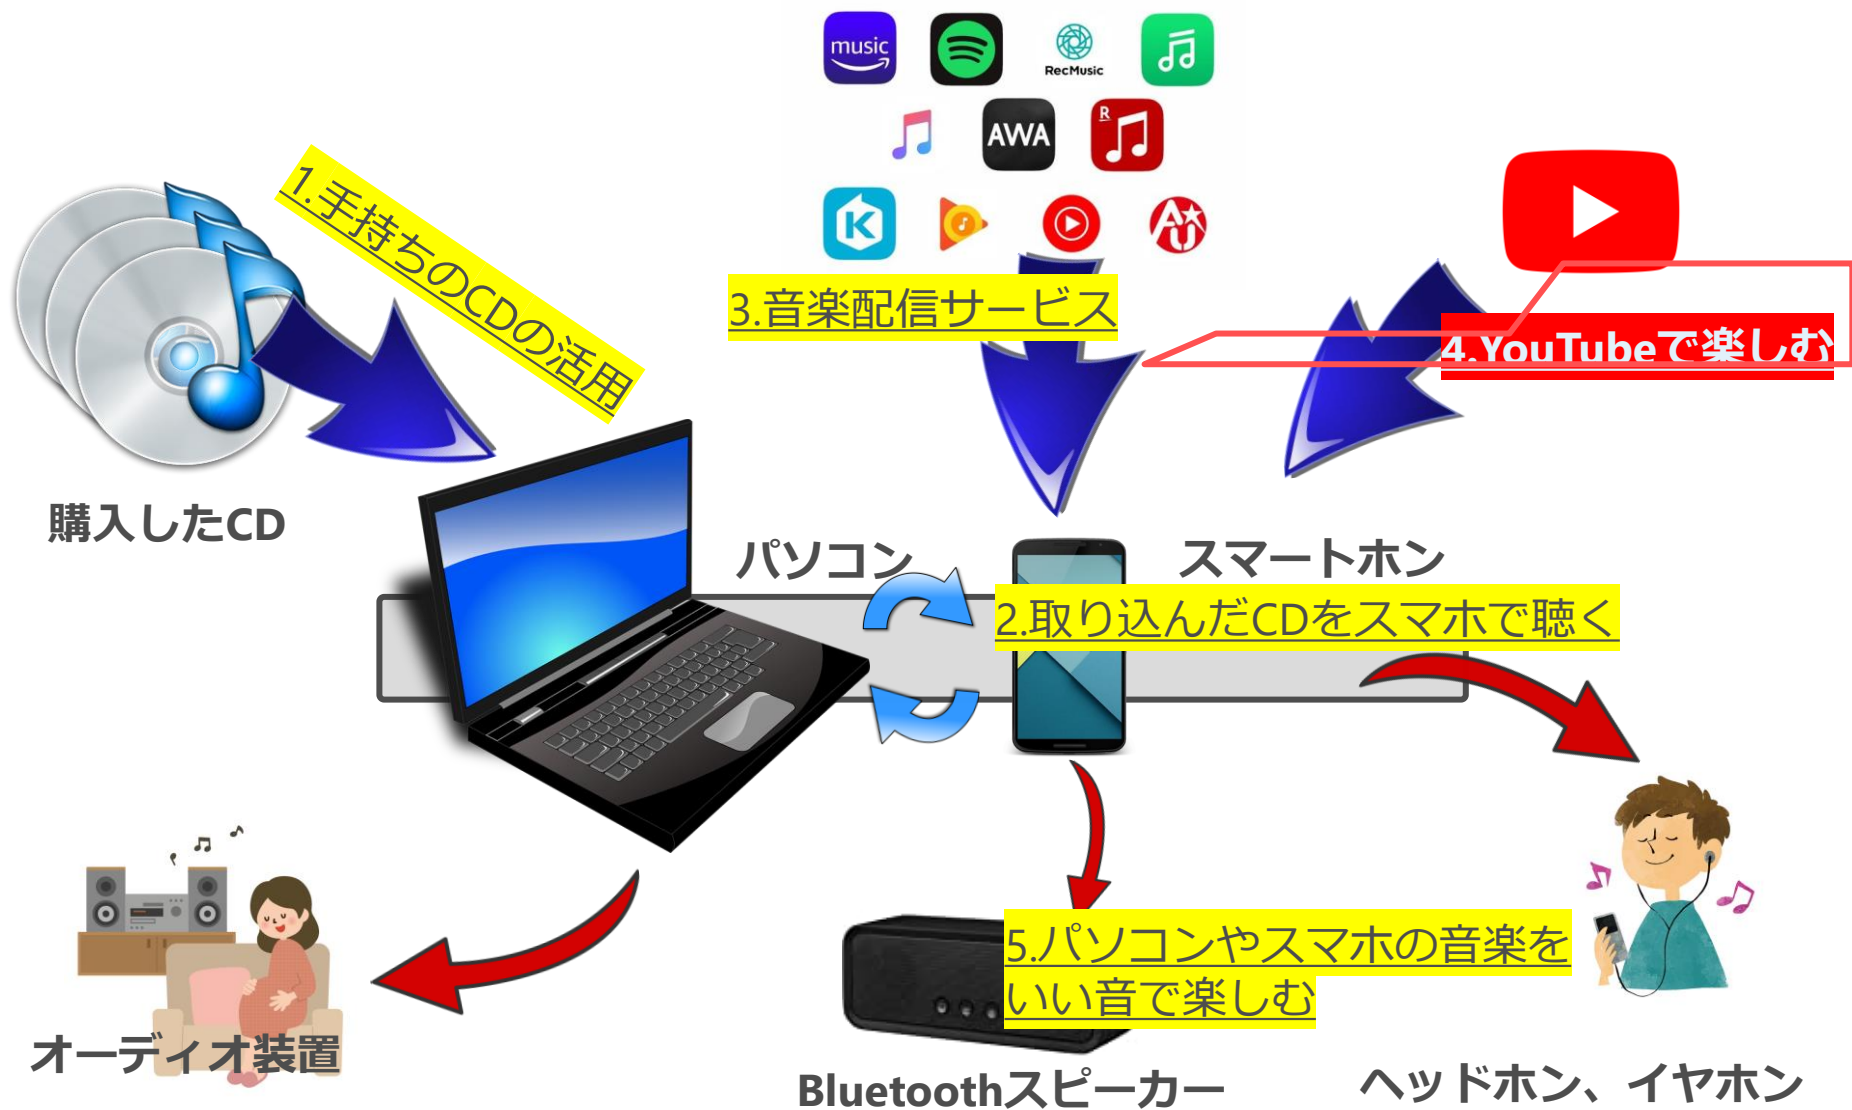 music
RecMusic
AWA
R
K
AU
1.手持ちのCDの活用
3.音楽配信サービス
4.YouTubeで楽しむ
購入したCD
パソコン
スマートホン
2.取り込んだCDをスマホで聴く
5.パソコンやスマホの音楽を
いい音で楽しむ
オーディオ装置
Bluetoothスピーカー
ヘッドホン、イヤホン